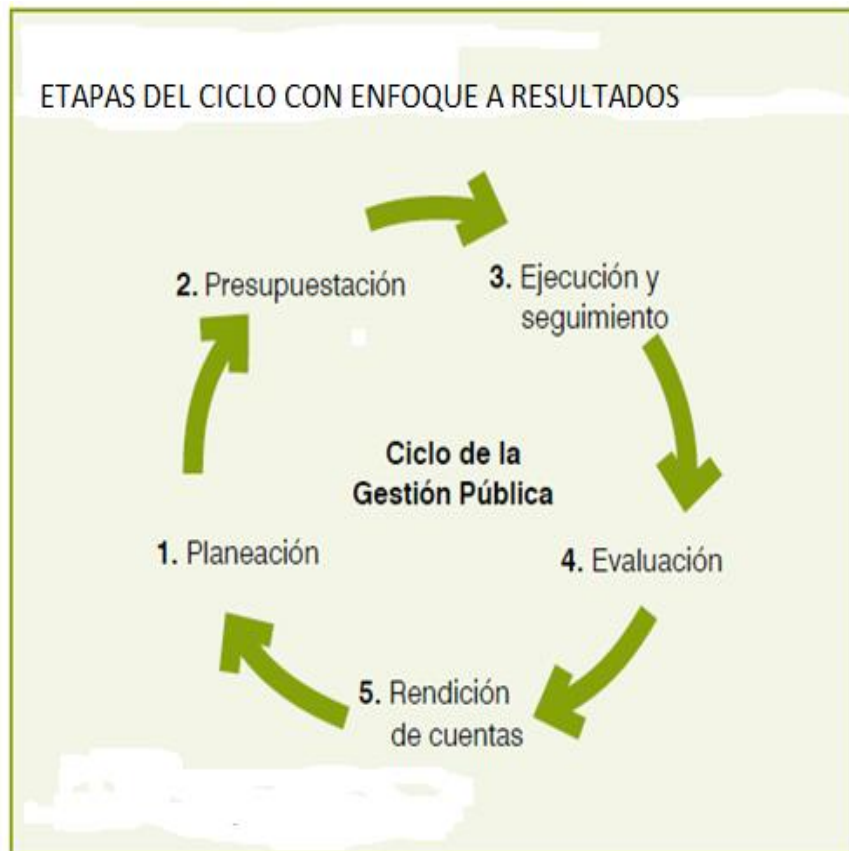 ETAPAS DEL CICLO CON ENFOQUE A RESULTADOS
2. Presupuestación
3. Ejecución y
seguimiento
Ciclo de la
Gestión Pública
1. Planeación
4. Evaluación
5. Rendición
de cuentas